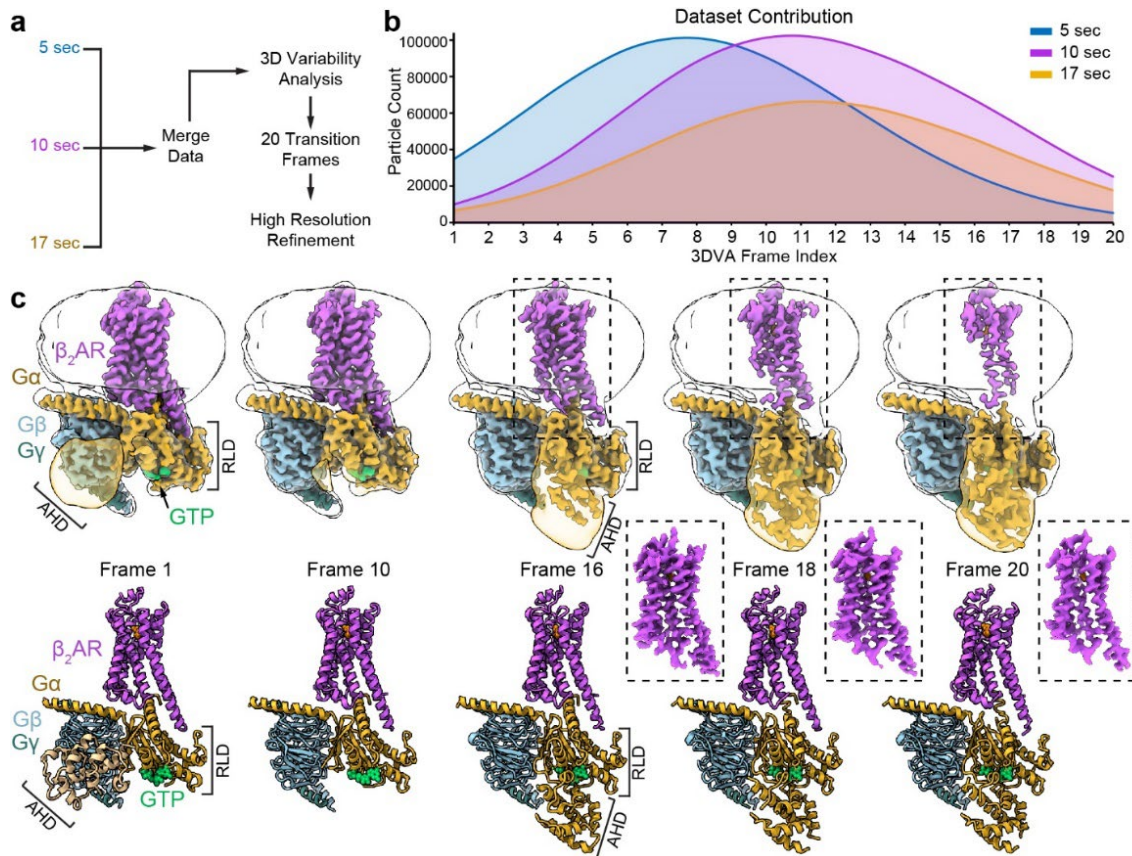 a
5 sec
10 sec
17 sec
Merge
Data
3D Variability
Analysis
20 Transition
Frames
High Resolution
Refinement
b
Dataset Contribution
5 sec
10 sec
17 sec
Particle Count
100000
80000
60000
40000
20000
0
1 2 3 4 5 6 7 8 9 10 11 12 13 14 15 16 17 18 19 20
3DVA Frame Index
c
β₂AR
Gα
Gβ
Gγ
AHD
GTP
RLD
RLD
AHD
Frame 1 Frame 10 Frame 16 Frame 18 Frame 20
β₂AR
Gα
Gβ
Gγ
AHD
GTP
RLD
RLD
AHD